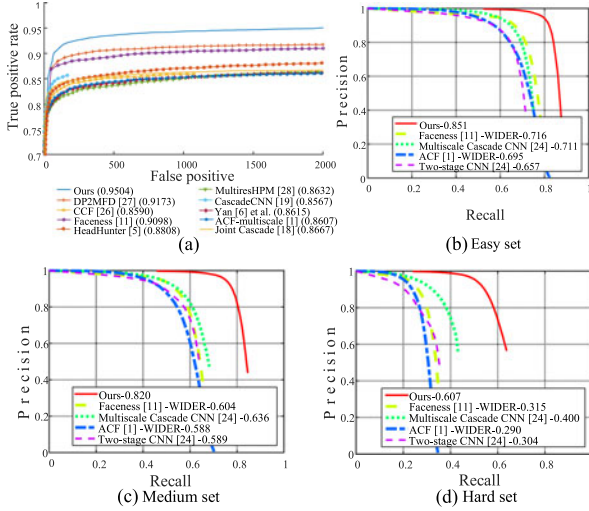 True positive rate
0.95
0.9
0.85
0.8
0.7
0 500 1000 1500 2000
False positive
Ours (0.9504)
DP2MFD [27] (0.9173)
CCF [26] (0.8590)
Faceness [11] (0.9098)
HeadHunter [5] (0.8808)
MultiresHPM [28] (0.8632)
CascadeCNN [19] (0.8567)
Yan [6] et al. (0.8615)
ACF-multiscale [1] (0.8607)
Joint Cascade [18] (0.8667)
(a)
Precision
1
0.8
0.6
0.4
0.2
0 0.2 0.4 0.6 0.8 1
Ours-0.851
Faceness [11] -WIDER-0.716
Multiscale Cascade CNN [24] -0.711
ACF [1] -WIDER-0.695
Two-stage CNN [24] -0.657
Recall
(b) Easy set
Precision
1
0.8
0.6
0.4
0.2
0 0.2 0.4 0.6 0.8 1
Ours-0.820
Faceness [11] -WIDER-0.604
Multiscale Cascade CNN [24] -0.636
ACF [1] -WIDER-0.588
Two-stage CNN [24] -0.589
Recall
(c) Medium set
Precision
1
0.8
0.6
0.4
0.2
0 0.2 0.4 0.6 0.8 1
Ours-0.607
Faceness [11] -WIDER-0.315
Multiscale Cascade CNN [24] -0.400
ACF [1] -WIDER-0.290
Two-stage CNN [24] -0.304
Recall
(d) Hard set